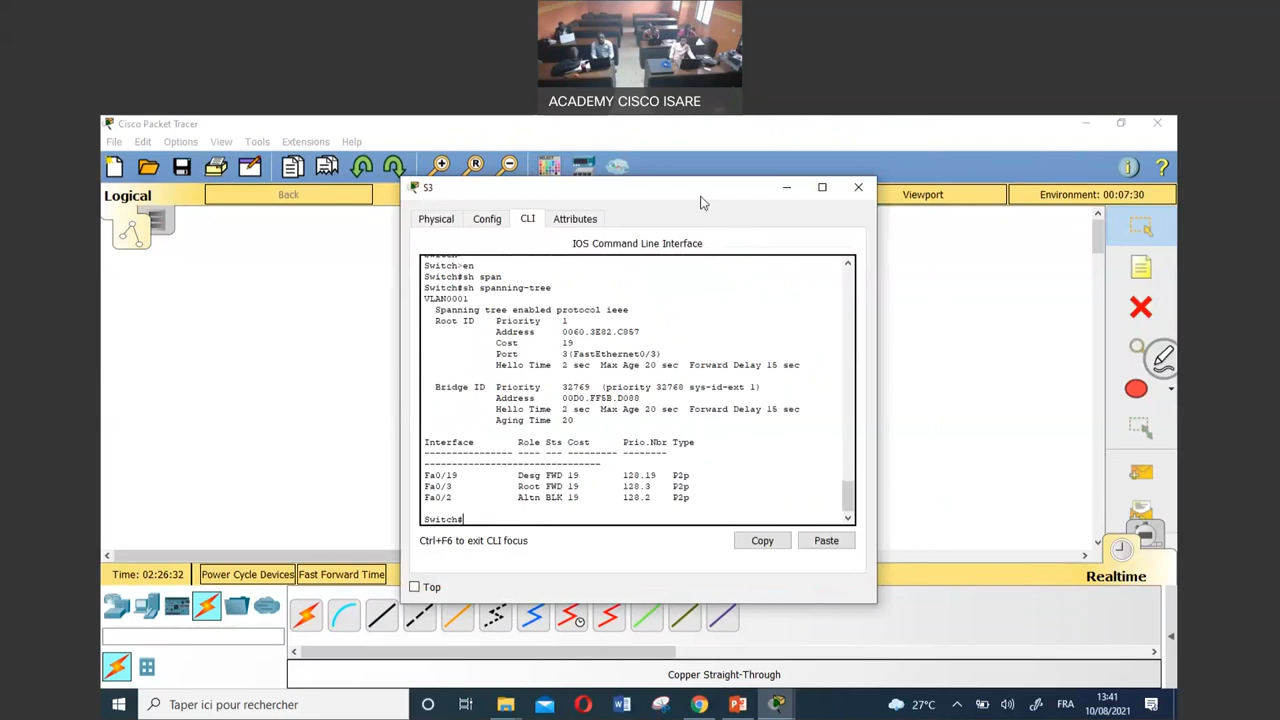 ACADEMY CISCO ISARE
Cisco Packet Tracer
File Edit Options View Tools Extensions Help
Logical Back Viewport Environment: 00:07:30
S3
Physical Config CLI Attributes
IOS Command Line Interface
Switch>en
Switch#sh span
Switch#sh spanning-tree
VLAN0001
Spanning tree enabled protocol ieee
Root ID Priority 1
Address 0060.3E82.C857
Cost 19
Port 3(FastEthernet0/3)
Hello Time 2 sec Max Age 20 sec Forward Delay 15 sec
Bridge ID Priority 32769 (priority 32768 sys-id-ext 1)
Address 00D0.FF5B.D088
Hello Time 2 sec Max Age 20 sec Forward Delay 15 sec
Aging Time 20
Interface Role Sts Cost Prio.Nbr Type
---------------- ---- --- --------- --------
--------------------------------
Fa0/19 Desg FWD 19 128.19 P2p
Fa0/3 Root FWD 19 128.3 P2p
Fa0/2 Altn BLK 19 128.2 P2p
Switch#
Ctrl+F6 to exit CLI focus
Copy Paste
Top
Time: 02:26:32 Power Cycle Devices Fast Forward Time
Realtime
Copper Straight-Through
Taper ici pour rechercher
27°C
FRA
13:41
10/08/2021